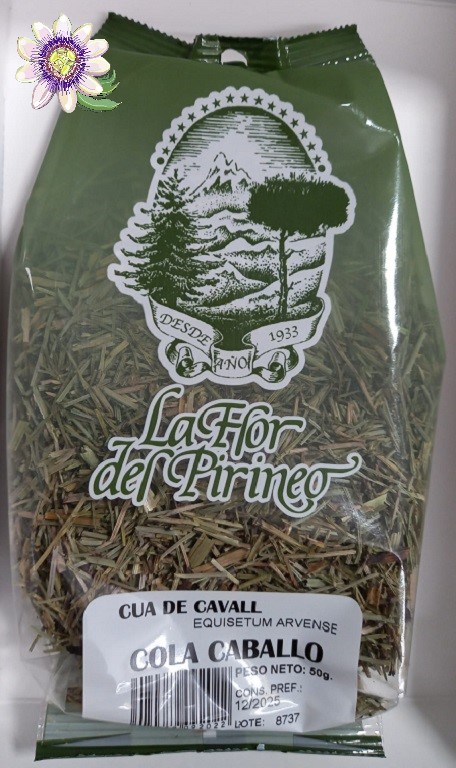 DESDE
AÑO
1933
La Flor
del Pirineo
CUA DE CAVALL
EQUISETUM ARVENSE
COLA CABALLO
PESO NETO: 50g.
CONS. PREF.:
12/2025
LOTE: 8737